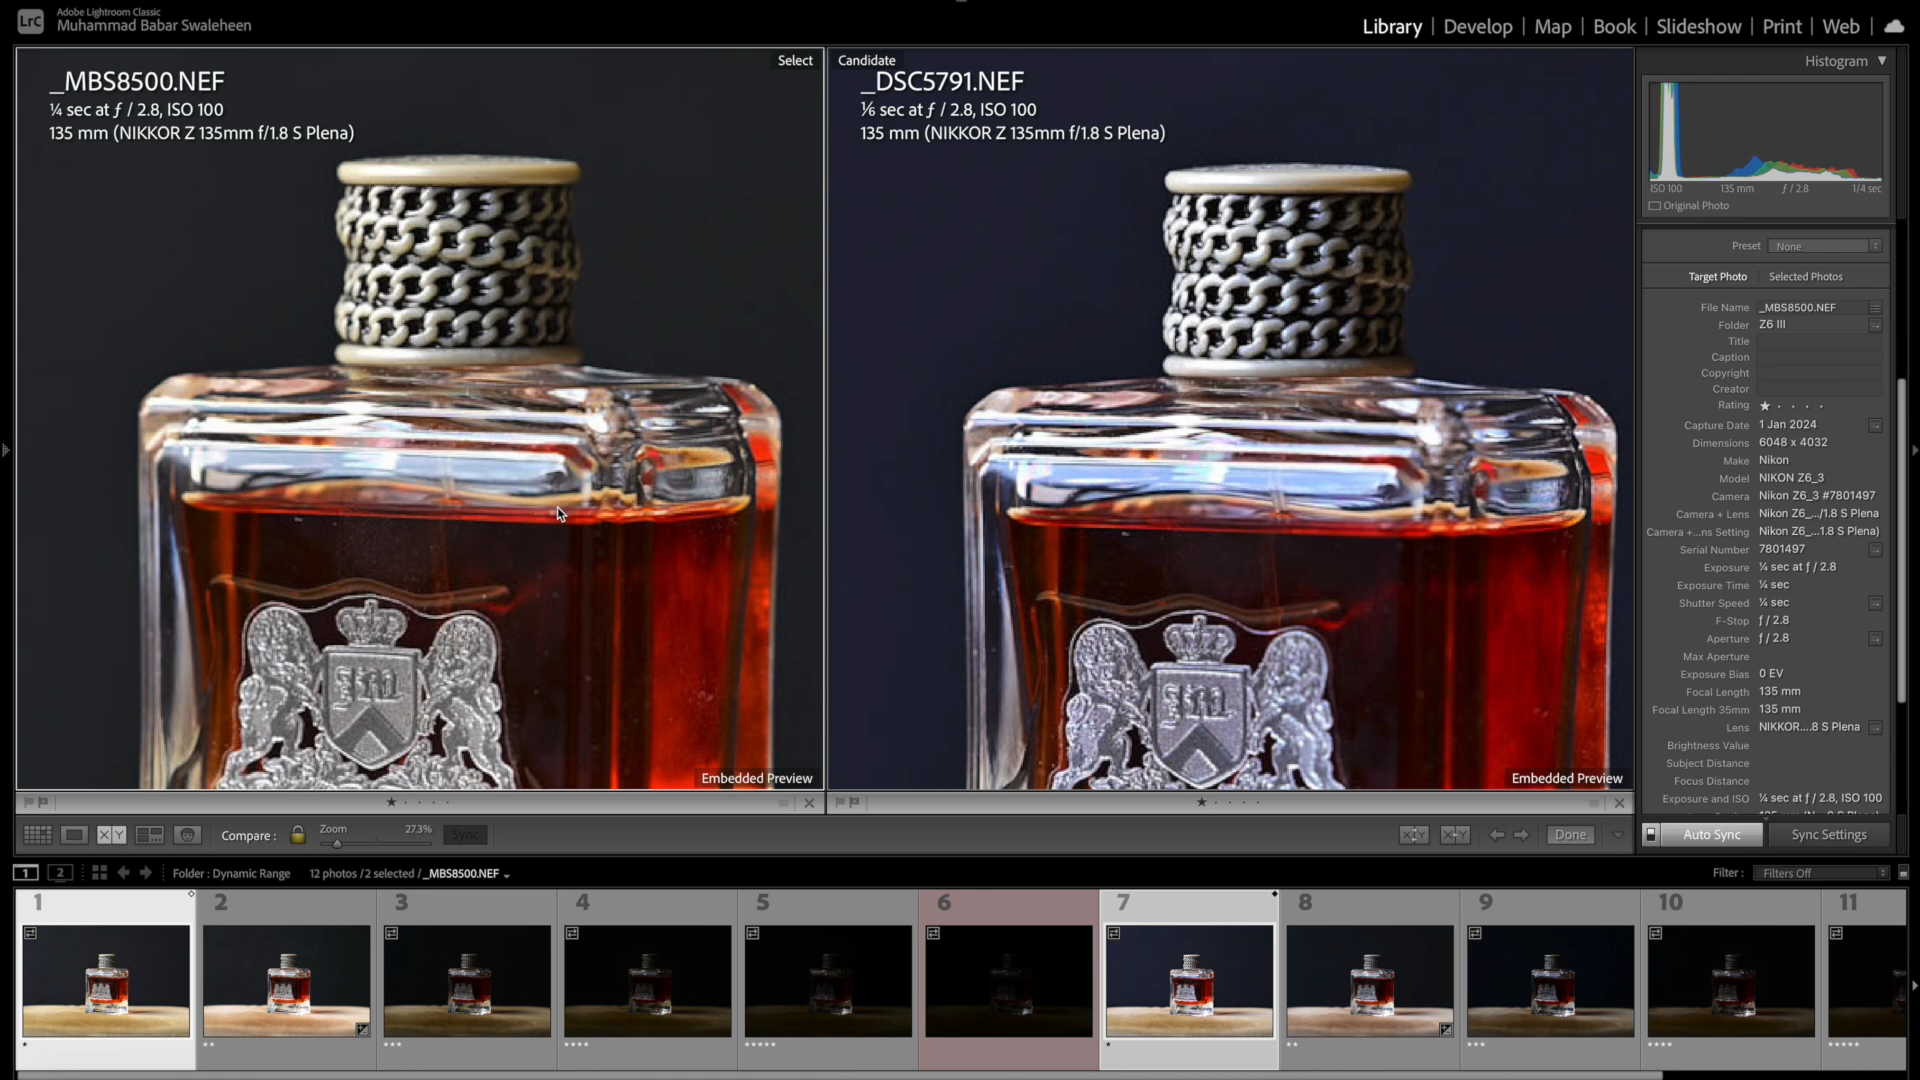 LrC
Adobe Lightroom Classic
Muhammad Babar Swaleheen
Library | Develop | Map | Book | Slideshow | Print | Web |
_MBS8500.NEF
¼ sec at ƒ / 2.8, ISO 100
135 mm (NIKKOR Z 135mm f/1.8 S Plena)
Select
Embedded Preview
Candidate
_DSC5791.NEF
⅙ sec at ƒ / 2.8, ISO 100
135 mm (NIKKOR Z 135mm f/1.8 S Plena)
Embedded Preview
Histogram
ISO 100 135 mm ƒ / 2.8 1/4 sec
Original Photo
Preset None
Target Photo Selected Photos
File Name _MBS8500.NEF
Folder Z6 III
Title
Caption
Copyright
Creator
Rating ★ · · · ·
Capture Date 1 Jan 2024
Dimensions 6048 x 4032
Make Nikon
Model NIKON Z6_3
Camera Nikon Z6_3 #7801497
Camera + Lens Nikon Z6_.../1.8 S Plena
Camera +...ns Setting Nikon Z6_...1.8 S Plena)
Serial Number 7801497
Exposure ¼ sec at ƒ / 2.8
Exposure Time ¼ sec
Shutter Speed ¼ sec
F-Stop ƒ / 2.8
Aperture ƒ / 2.8
Max Aperture
Exposure Bias 0 EV
Focal Length 135 mm
Focal Length 35mm 135 mm
Lens NIKKOR....8 S Plena
Brightness Value
Subject Distance
Focus Distance
Exposure and ISO ¼ sec at ƒ / 2.8, ISO 100
XY Compare : Zoom 27.3% Sync
Done
Auto Sync Sync Settings
1 2 Folder : Dynamic Range 12 photos / 2 selected / _MBS8500.NEF
Filter : Filters Off
1 2 3 4 5 6 7 8 9 10 11